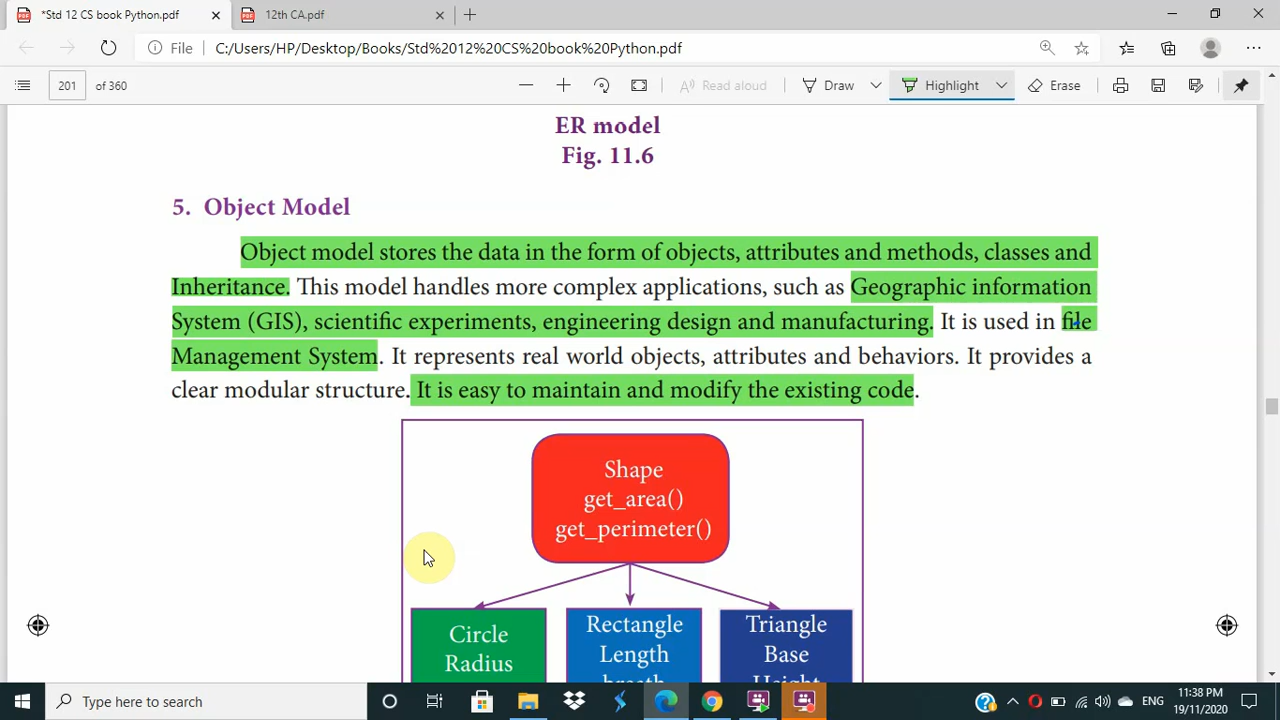 *Std 12 CS book Python.pdf
12th CA.pdf
File
C:/Users/HP/Desktop/Books/Std%2012%20CS%20book%20Python.pdf
201 of 360
Read aloud
Draw
Highlight
Erase
ER model
Fig. 11.6
5. Object Model
Object model stores the data in the form of objects, attributes and methods, classes and
Inheritance. This model handles more complex applications, such as Geographic information
System (GIS), scientific experiments, engineering design and manufacturing. It is used in file
Management System. It represents real world objects, attributes and behaviors. It provides a
clear modular structure. It is easy to maintain and modify the existing code.
Shape
get_area()
get_perimeter()
Circle
Radius
Rectangle
Length
breath
Triangle
Base
Height
Type here to search
ENG
11:38 PM
19/11/2020